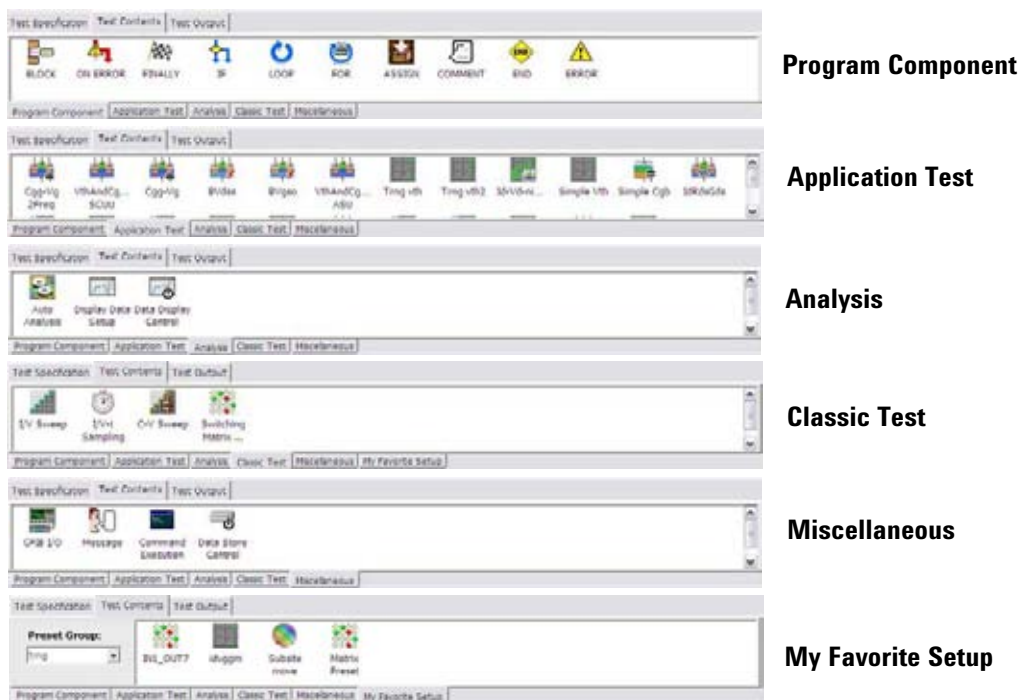 Test Specification Test Contents Test Output
BLOCK ON ERROR FINALLY IF LOOP FOR ASSIGN COMMENT END ERROR
Program Component Application Test Analysis Classic Test Miscellaneous
Program Component
Test Specification Test Contents Test Output
Cgg-Vg VthAndCg... Cgg-Vg BVdss BVgso VthAndCg... Ting vth Ting vth2 Simple Vth Simple Cgb
2Freq SCUU ASU
Program Component Application Test Analysis Classic Test Miscellaneous
Application Test
Test Specification Test Contents Test Output
Auto Display Data Data Display
Analysis Setup Control
Program Component Application Test Analysis Classic Test Miscellaneous
Analysis
Test Specification Test Contents Test Output
I/V Sweep I/V-t C-V Sweep Switching
Sampling Matrix ...
Program Component Application Test Analysis Classic Test Miscellaneous My Favorite Setup
Classic Test
Test Specification Test Contents Test Output
GPIB I/O Message Command Data Store
Execution Control
Program Component Application Test Analysis Classic Test Miscellaneous
Miscellaneous
Test Specification Test Contents Test Output
Preset Group:
ting
IN1_OUT7 Subsite Matrix
move Preset
Program Component Application Test Analysis Classic Test Miscellaneous My Favorite Setup
My Favorite Setup